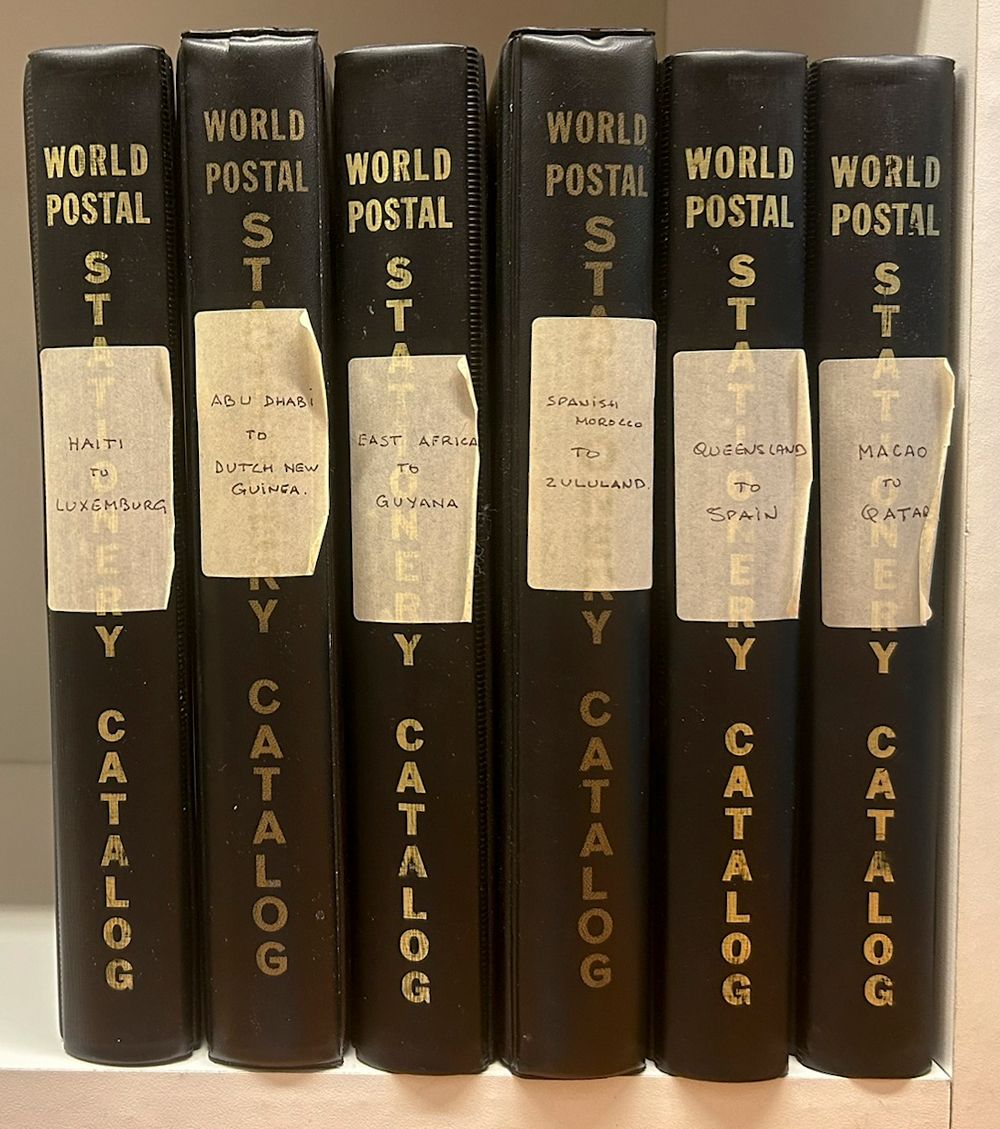 WORLD
POSTAL
STATIONERY
CATALOG
HAITI
TO
LUXEMBURG
WORLD
POSTAL
STATIONERY
CATALOG
ABU DHABI
TO
DUTCH NEW
GUINEA.
WORLD
POSTAL
STATIONERY
CATALOG
EAST AFRICA
TO
GUYANA
WORLD
POSTAL
STATIONERY
CATALOG
SPANISH
MOROCCO
TO
ZULULAND.
WORLD
POSTAL
STATIONERY
CATALOG
QUEENSLAND
TO
SPAIN
WORLD
POSTAL
STATIONERY
CATALOG
MACAO
TO
QATAR